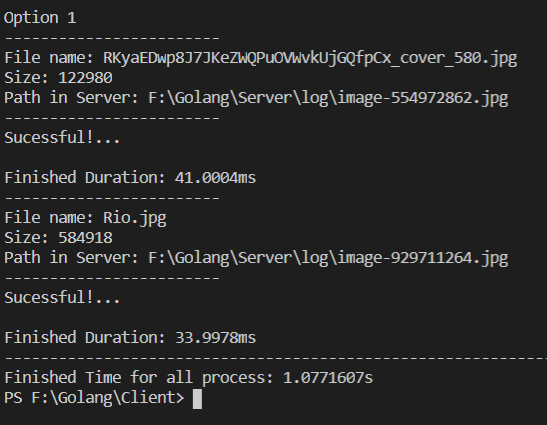 Option 1
------------------------
File name: RKyaEDwp8J7JKeZWQPuOVWvkUjGQfpCx_cover_580.jpg
Size: 122980
Path in Server: F:\Golang\Server\log\image-554972862.jpg
------------------------
Sucessful!...
Finished Duration: 41.0004ms
------------------------
File name: Rio.jpg
Size: 584918
Path in Server: F:\Golang\Server\log\image-929711264.jpg
------------------------
Sucessful!...
Finished Duration: 33.9978ms
-------------------------------------------------------------
Finished Time for all process: 1.0771607s
PS F:\Golang\Client>